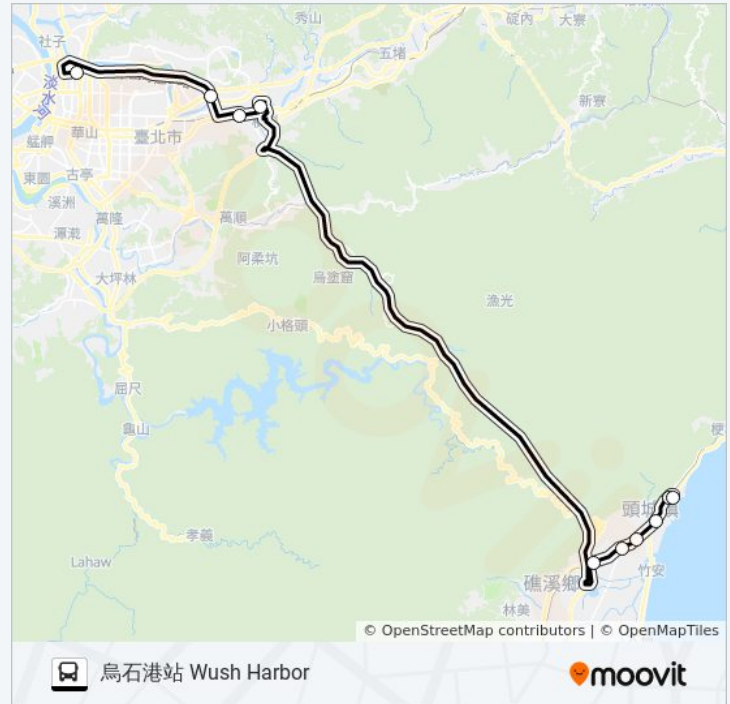 社子
秀山
碇內
大寮
五堵
淡水河
新寮
華山
臺北市
艋舺
東園
古亭
溪洲
萬隆
萬順
潭墘
阿柔坑
大坪林
烏塗窟
漁光
小格頭
屈尺
龜山
梗
頭城鎮
孝義
Lahaw
礁溪鄉
竹安
林美
© OpenStreetMap contributors | © OpenMapTiles
烏石港站 Wush Harbor
moovit